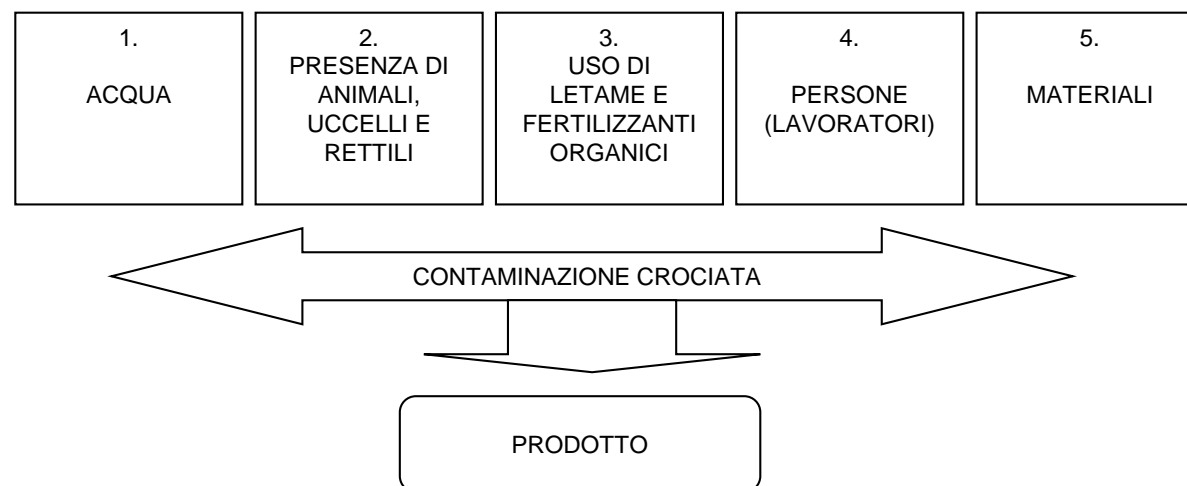 1.
ACQUA
2.
PRESENZA DI
ANIMALI,
UCCELLI E
RETTILI
3.
USO DI
LETAME E
FERTILIZZANTI
ORGANICI
4.
PERSONE
(LAVORATORI)
5.
MATERIALI
CONTAMINAZIONE CROCIATA
PRODOTTO